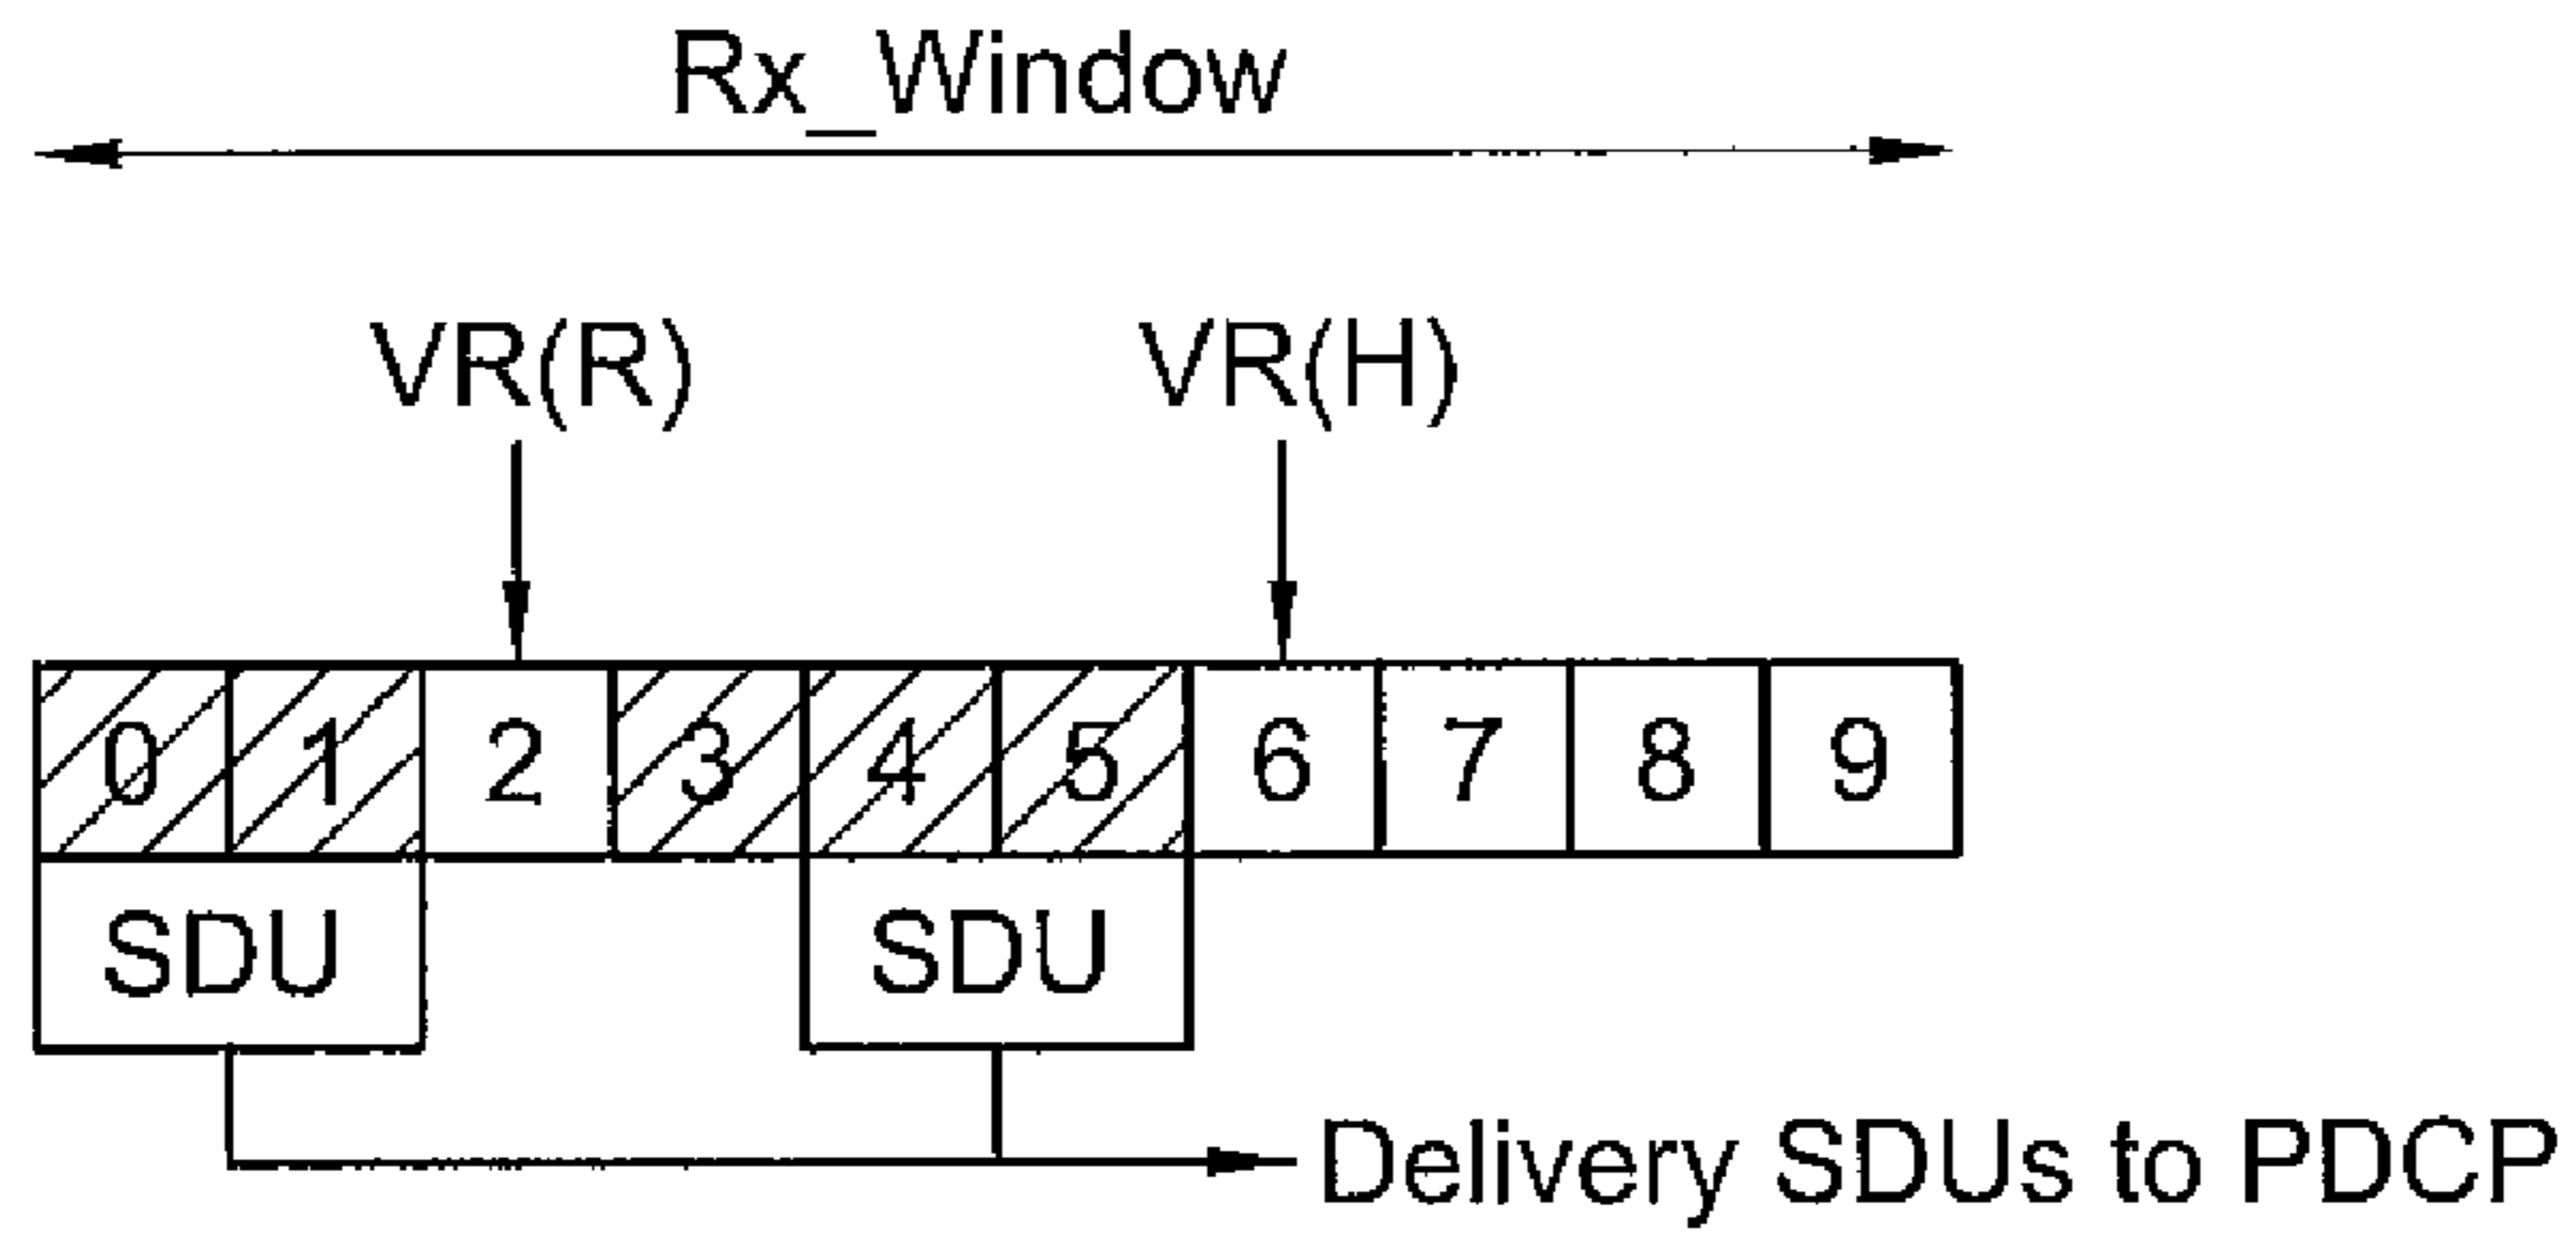 Rx_Window
VR(R) VR(H)
0 1 2 3 4 5 6 7 8 9
SDU SDU
Delivery SDUs to PDCP